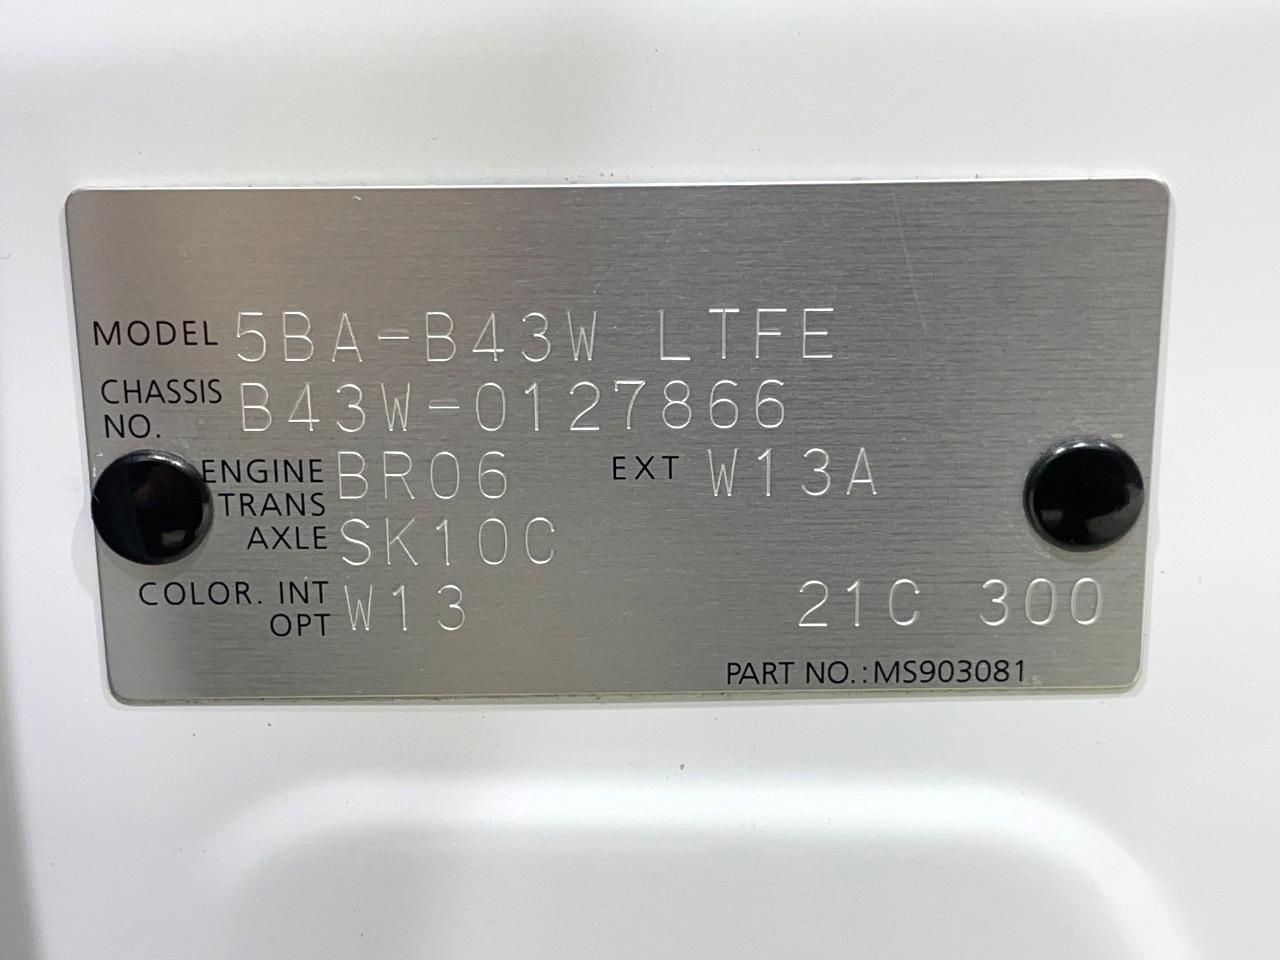 MODEL 5BA-B43W LTFE
CHASSIS NO. B43W-0127866
ENGINE BR06 EXT W13A
TRANS AXLE SK10C
COLOR. INT OPT W13 21C 300
PART NO.:MS903081